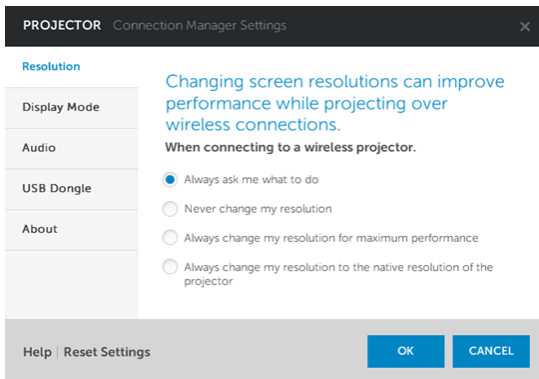 PROJECTOR Connection Manager Settings
Resolution
Display Mode
Audio
USB Dongle
About
Changing screen resolutions can improve
performance while projecting over
wireless connections.
When connecting to a wireless projector.
Always ask me what to do
Never change my resolution
Always change my resolution for maximum performance
Always change my resolution to the native resolution of the
projector
Help | Reset Settings
OK
CANCEL